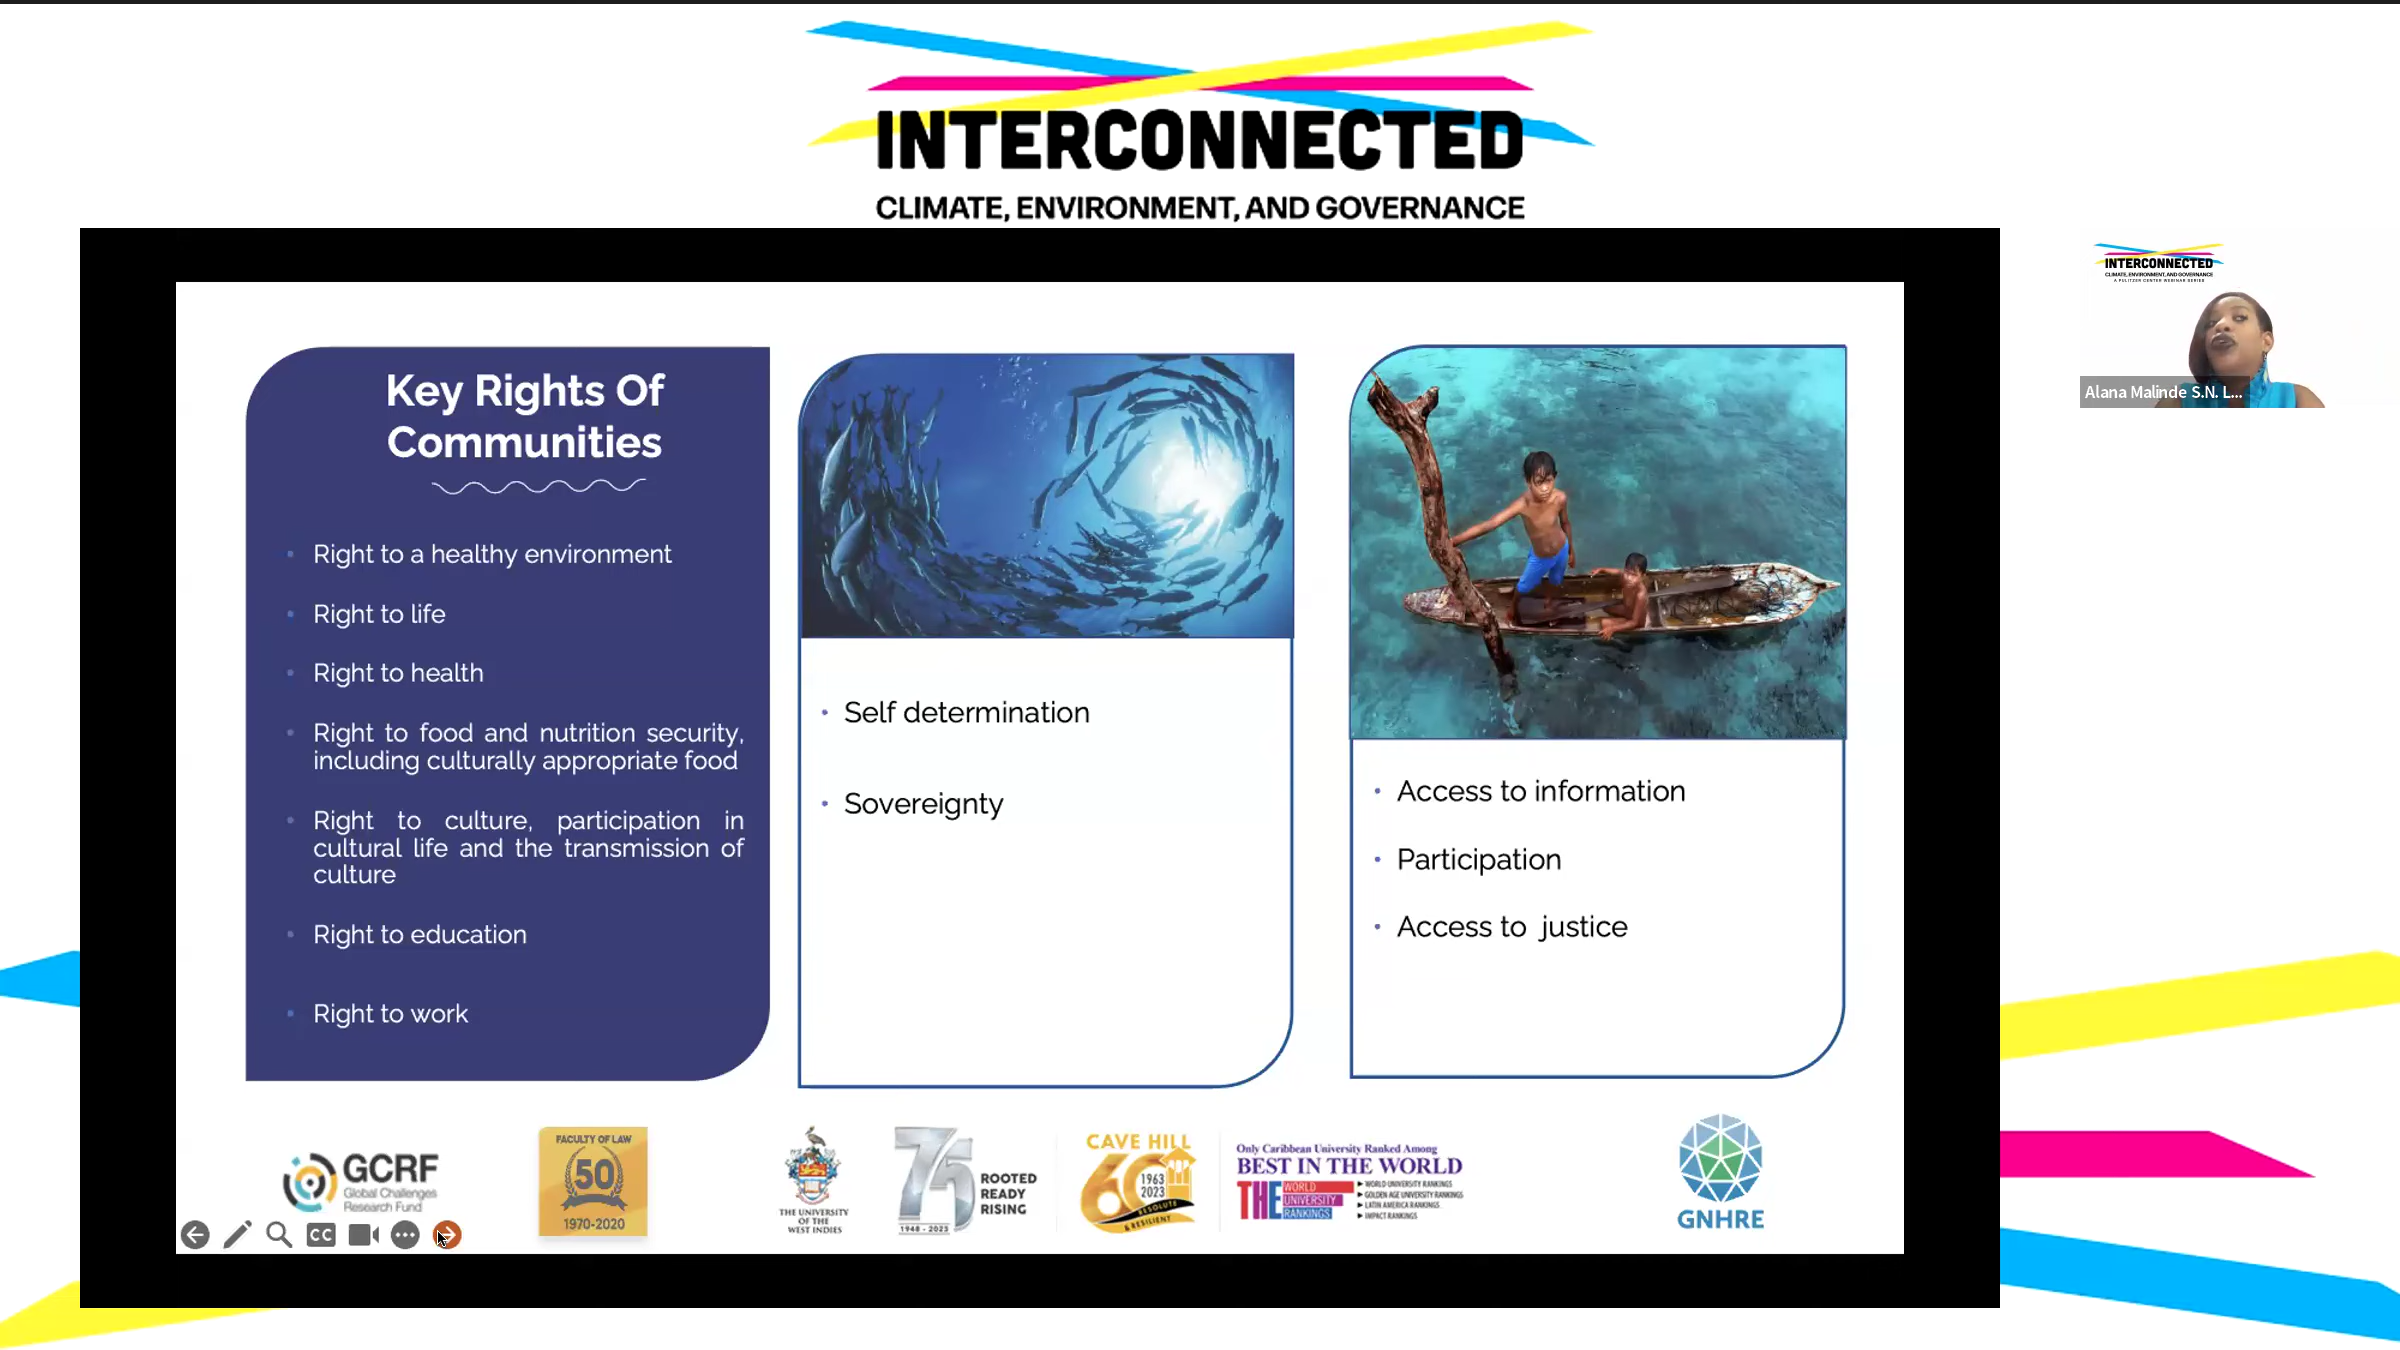 INTERCONNECTED
CLIMATE, ENVIRONMENT, AND GOVERNANCE
INTERCONNECTED
CLIMATE, ENVIRONMENT, AND GOVERNANCE
A PULITZER CENTER WEBINAR SERIES
Alana Malinde S.N. L...
Key Rights Of
Communities
• Right to a healthy environment
• Right to life
• Right to health
• Right to food and nutrition security,
including culturally appropriate food
• Right to culture, participation in
cultural life and the transmission of
culture
• Right to education
• Right to work
• Self determination
• Sovereignty
• Access to information
• Participation
• Access to justice
GCRF
Global Challenges
Research Fund
FACULTY OF LAW
50
1970-2020
THE UNIVERSITY
OF THE
WEST INDIES
75
1948 - 2023
ROOTED
READY
RISING
CAVE HILL
60
1963
2023
RESOLUTE
& RESILIENT
Only Caribbean University Ranked Among
BEST IN THE WORLD
THE WORLD
UNIVERSITY
RANKINGS
WORLD UNIVERSITY RANKINGS
GOLDEN AGE UNIVERSITY RANKINGS
LATIN AMERICA RANKINGS
IMPACT RANKINGS
GNHRE
CC